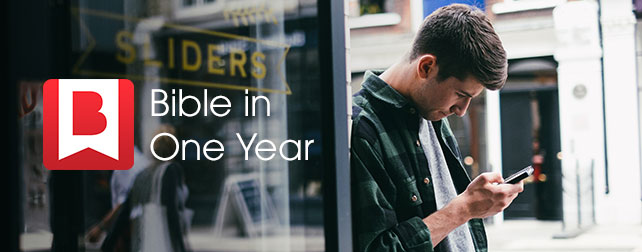 SLIDERS
B
Bible in
One Year